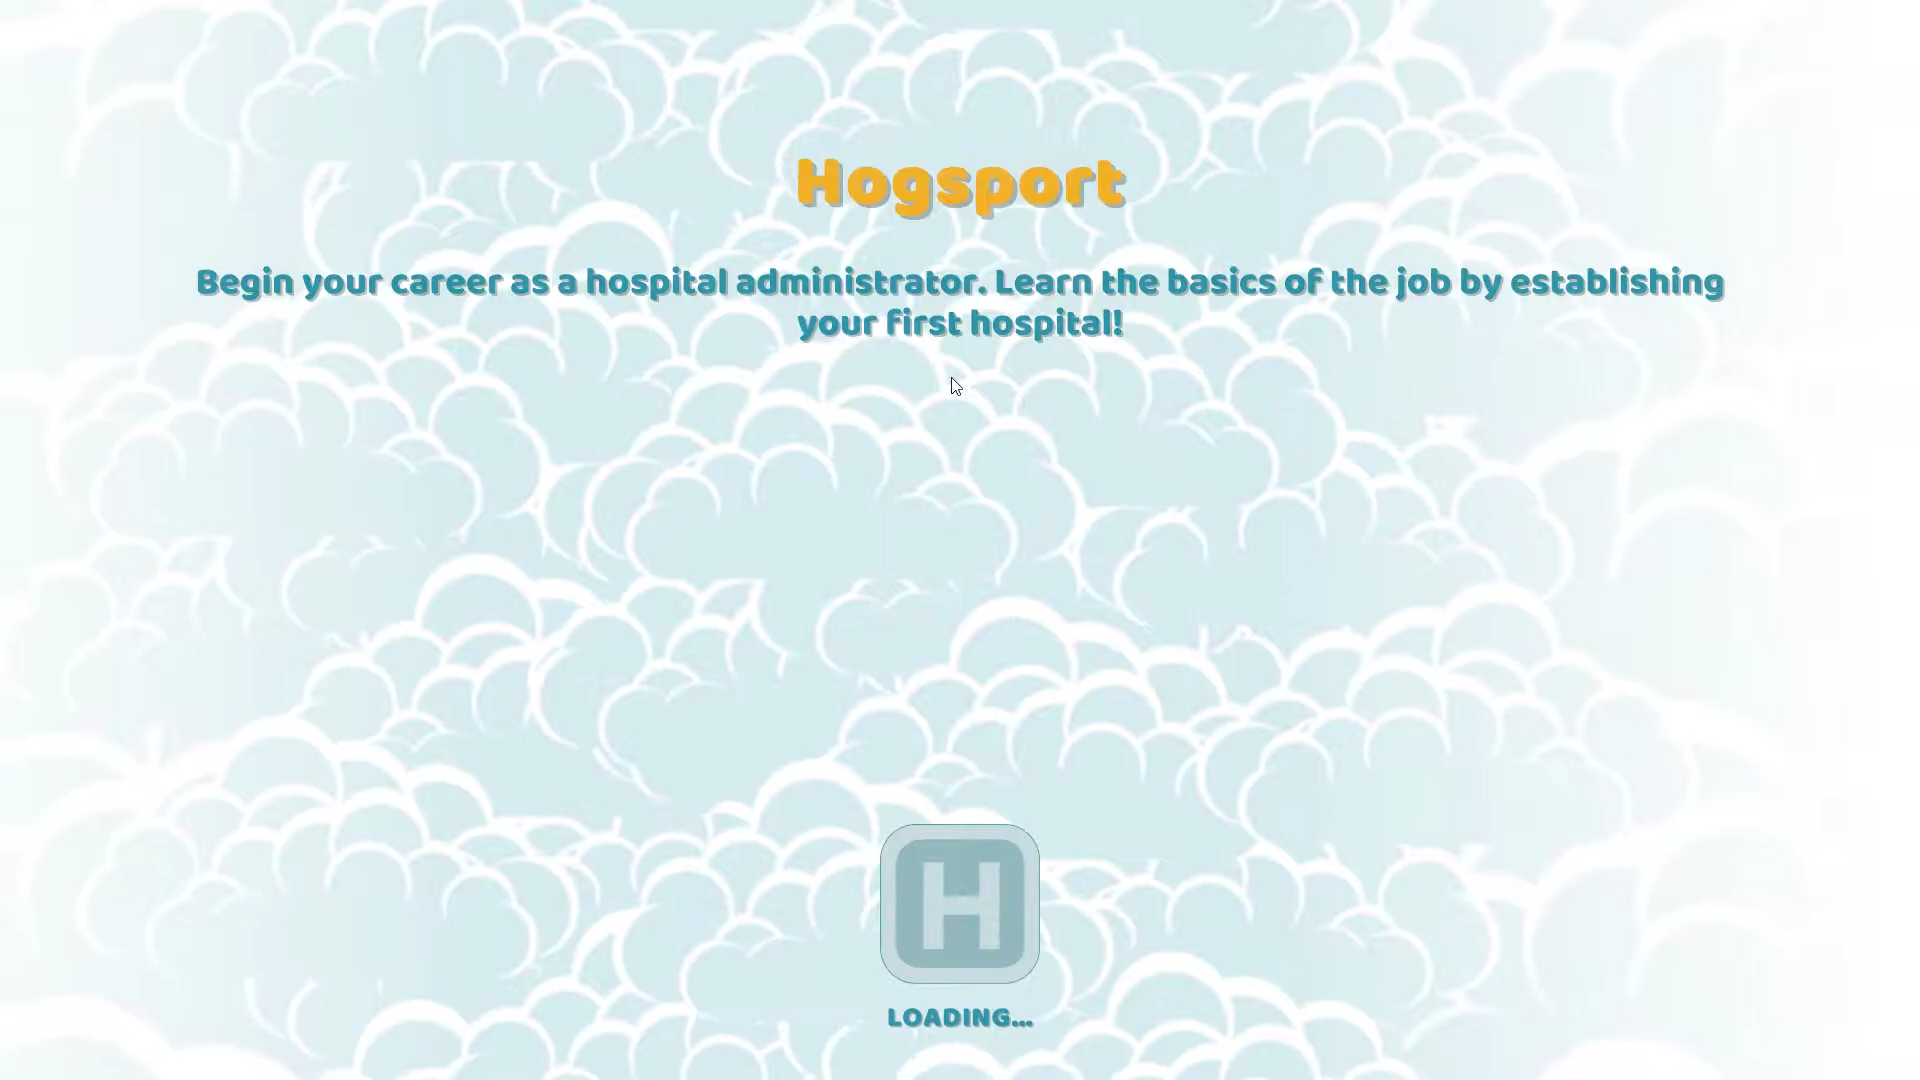 Hogsport
Begin your career as a hospital administrator. Learn the basics of the job by establishing
your first hospital!
H
LOADING...